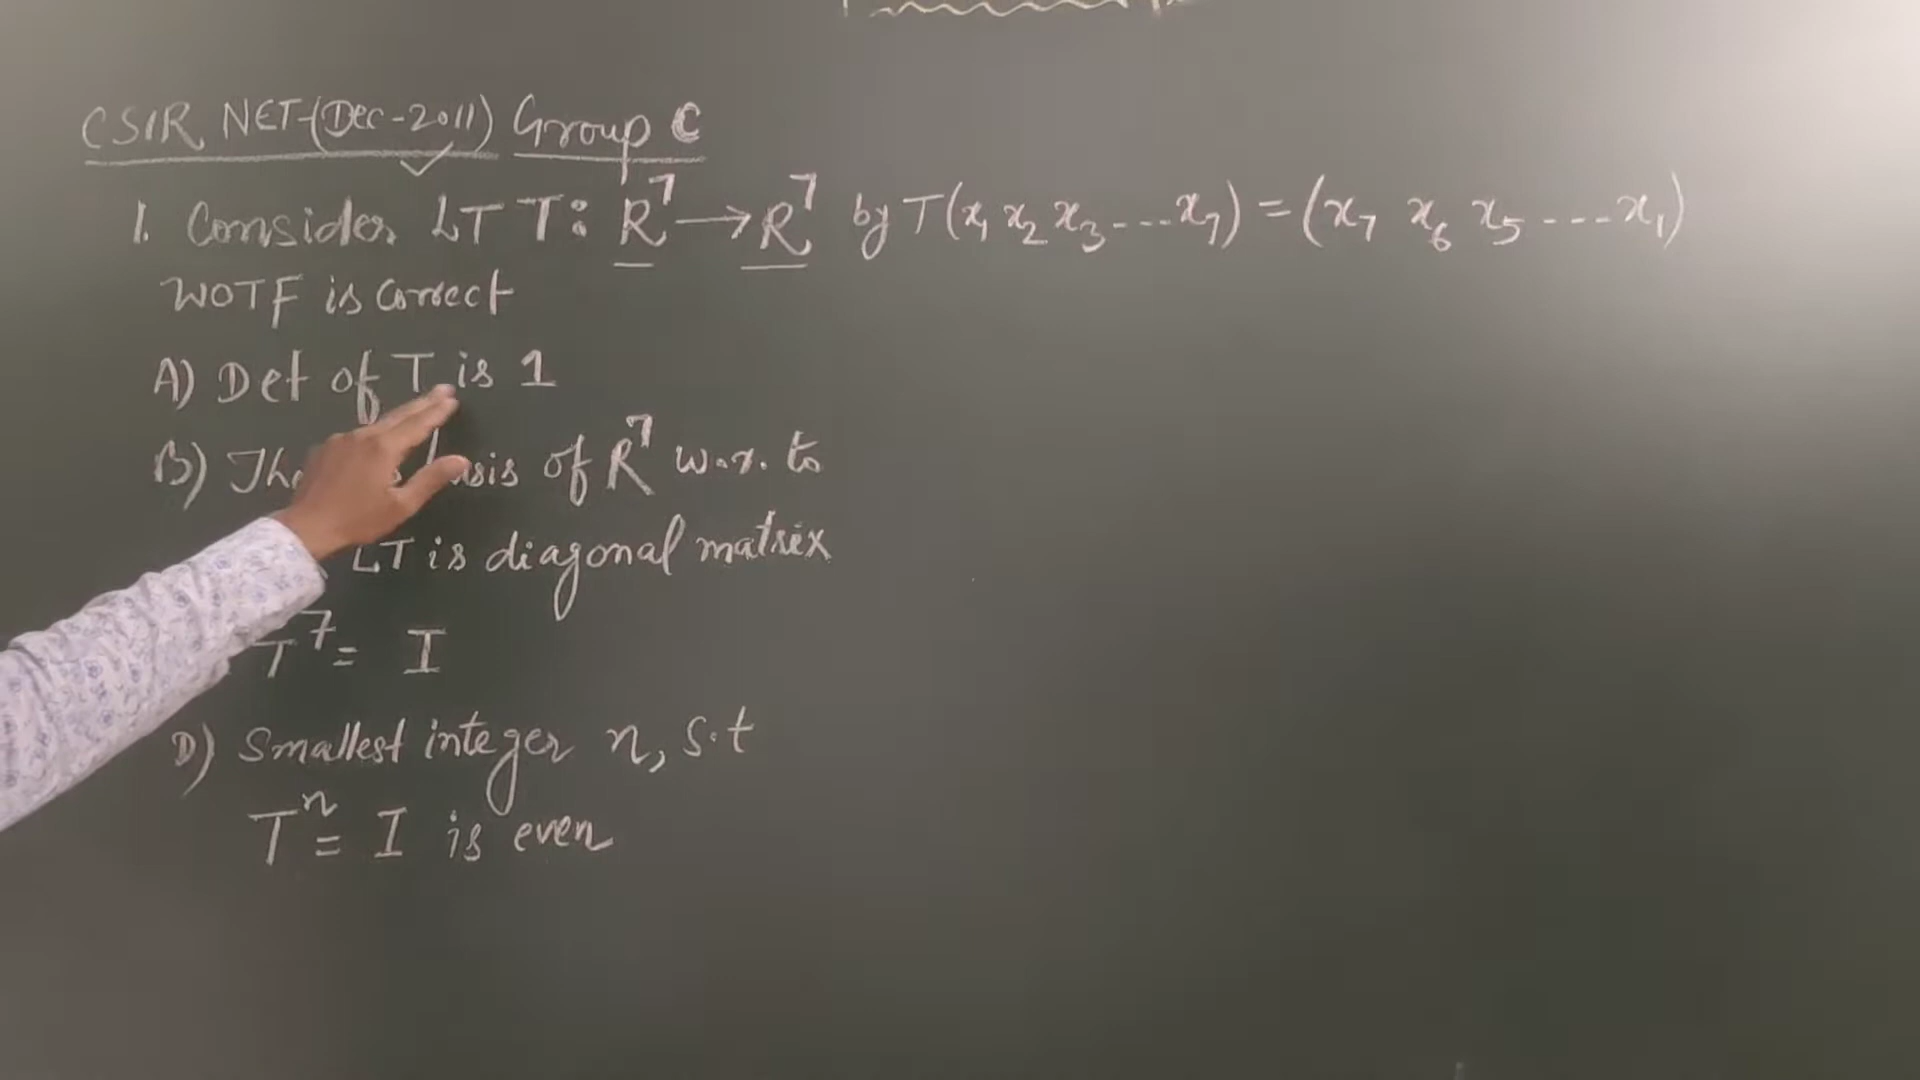 CSIR NET-(Dec-2011) Group C
1. Consider LT T: R⁷ → R⁷ by T(x₁ x₂ x₃ --- x₇) = (x₇ x₆ x₅ --- x₁)
WOTF is correct
A) Det of T is 1
B) of R⁷ w.r. to
LT is diagonal matrix
T⁷ = I
D) Smallest integer n, s.t
Tⁿ = I is even